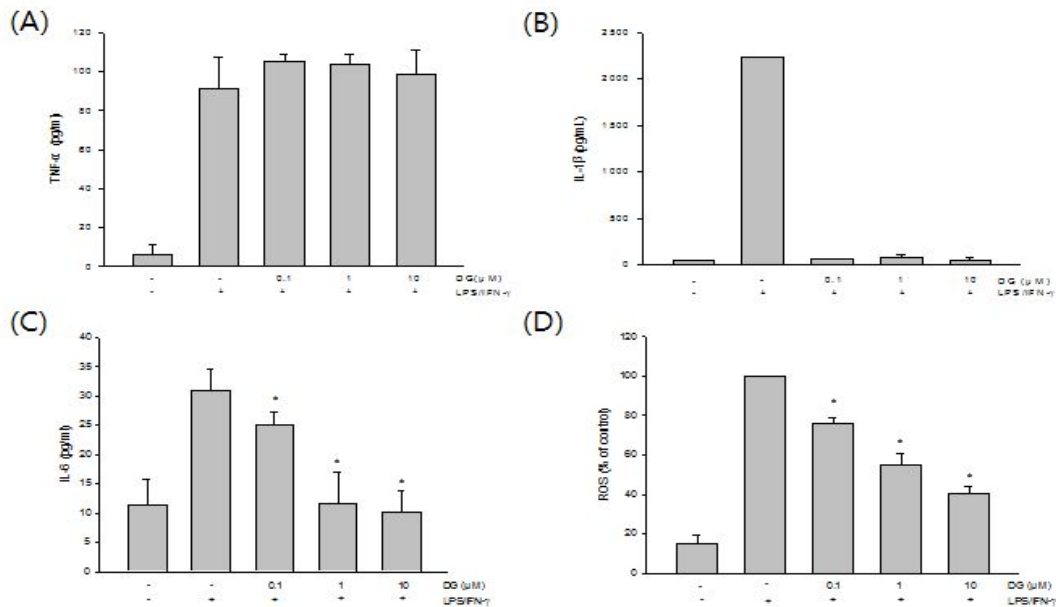 (A)
TNF-α (pg/ml)
120
100
80
60
40
20
0
- - 0.1 1 10 DG(μM)
- + + + + LPS/IFN-γ
(B)
IL-1β (pg/mL)
2 500
2 000
1 500
1 000
500
0
- - 0.1 1 10 DG (μM)
- + + + + LPS/IFN-γ
(C)
IL-6 (pg/ml)
40
35
30
25
20
15
10
5
0
* * *
- - 0.1 1 10 DG (μM)
- + + + + LPS/IFN-γ
(D)
ROS (% of control)
120
100
80
60
40
20
0
* * *
- - 0.1 1 10 DG (μM)
- + + + + LPS/IFN-γ